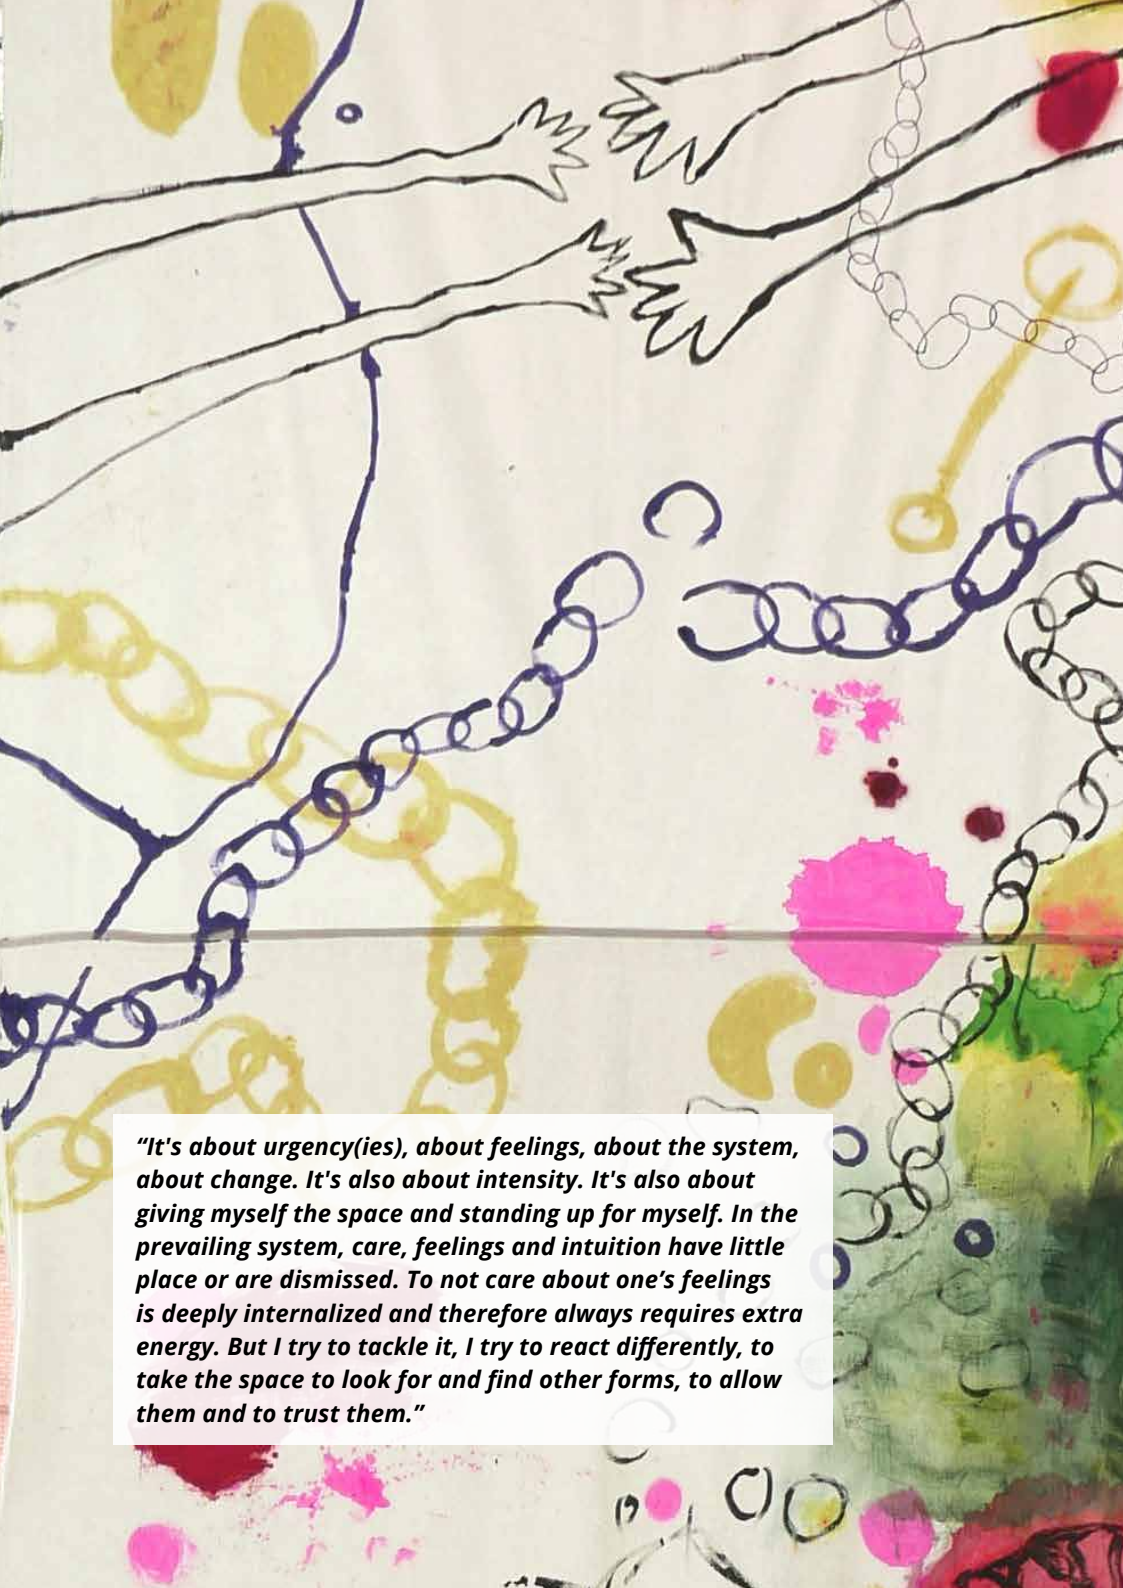 “It's about urgency(ies), about feelings, about the system,
about change. It's also about intensity. It's also about
giving myself the space and standing up for myself. In the
prevailing system, care, feelings and intuition have little
place or are dismissed. To not care about one’s feelings
is deeply internalized and therefore always requires extra
energy. But I try to tackle it, I try to react differently, to
take the space to look for and find other forms, to allow
them and to trust them.”